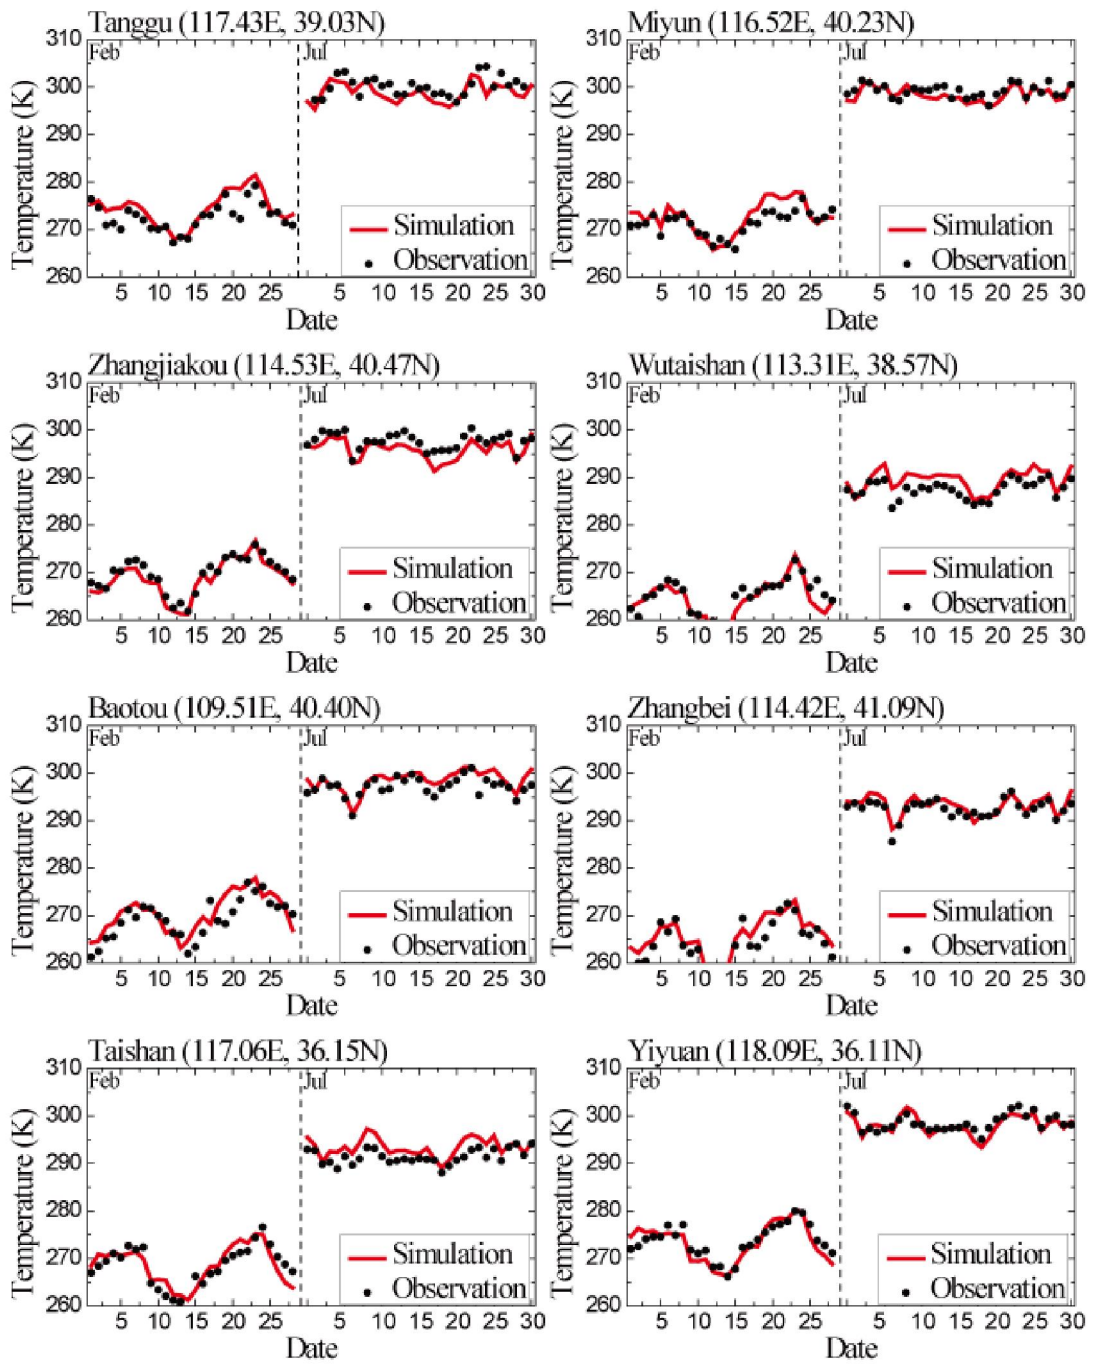 Tanggu (117.43E, 39.03N)
310
300
290
280
270
260
Temperature (K)
Feb
Jul
Simulation
Observation
5 10 15 20 25 5 10 15 20 25 30
Date
Miyun (116.52E, 40.23N)
310
300
290
280
270
260
Temperature (K)
Feb
Jul
Simulation
Observation
5 10 15 20 25 5 10 15 20 25 30
Date
Zhangjiakou (114.53E, 40.47N)
310
300
290
280
270
260
Temperature (K)
Feb
Jul
Simulation
Observation
5 10 15 20 25 5 10 15 20 25 30
Date
Wutaishan (113.31E, 38.57N)
310
300
290
280
270
260
Temperature (K)
Feb
Jul
Simulation
Observation
5 10 15 20 25 5 10 15 20 25 30
Date
Baotou (109.51E, 40.40N)
310
300
290
280
270
260
Temperature (K)
Feb
Jul
Simulation
Observation
5 10 15 20 25 5 10 15 20 25 30
Date
Zhangbei (114.42E, 41.09N)
310
300
290
280
270
260
Temperature (K)
Feb
Jul
Simulation
Observation
5 10 15 20 25 5 10 15 20 25 30
Date
Taishan (117.06E, 36.15N)
310
300
290
280
270
260
Temperature (K)
Feb
Jul
Simulation
Observation
5 10 15 20 25 5 10 15 20 25 30
Date
Yiyuan (118.09E, 36.11N)
310
300
290
280
270
260
Temperature (K)
Feb
Jul
Simulation
Observation
5 10 15 20 25 5 10 15 20 25 30
Date